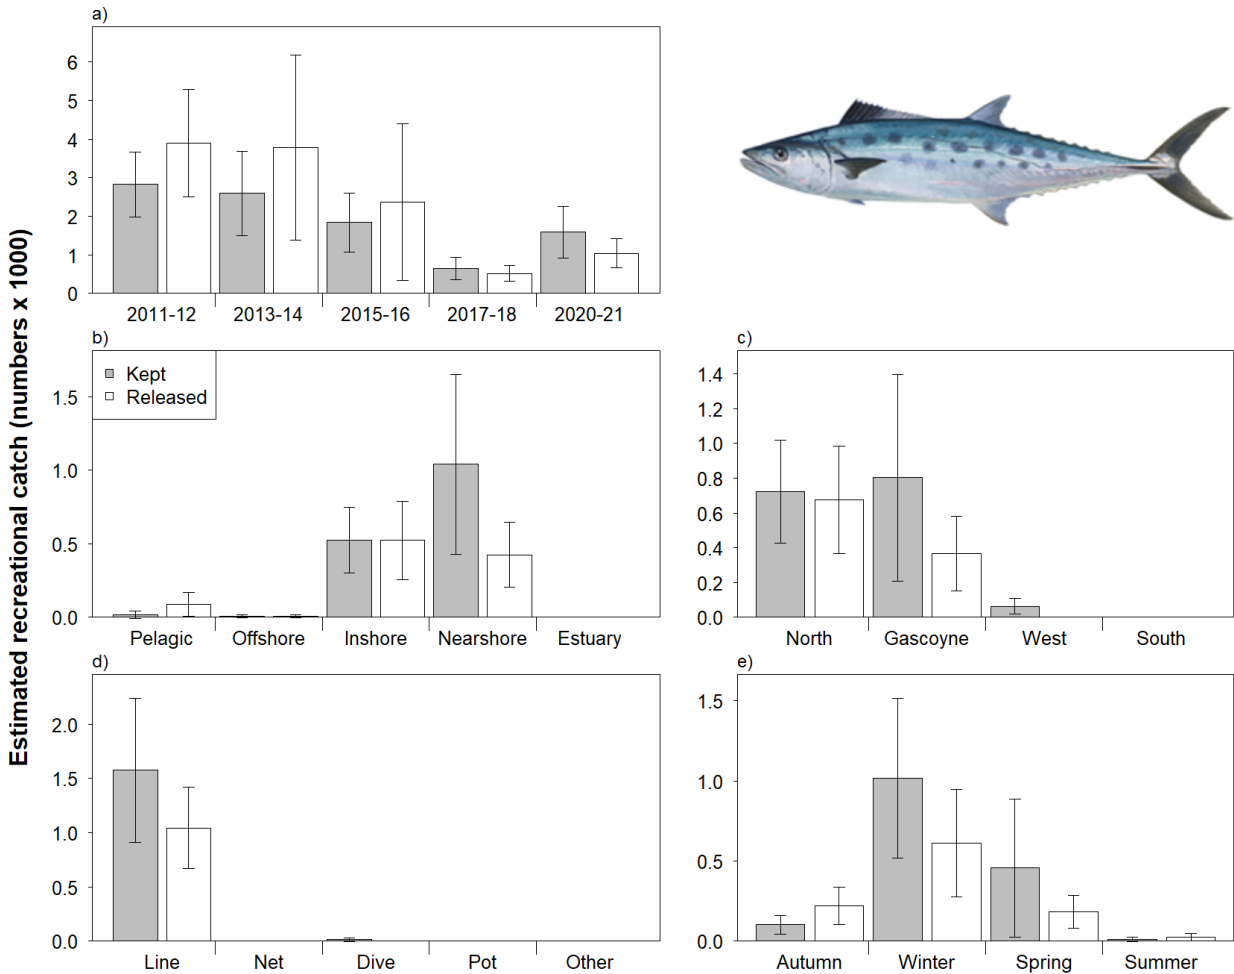 a)
Estimated recreational catch (numbers x 1000)
6
5
4
3
2
1
0
2011-12 2013-14 2015-16 2017-18 2020-21
b)
Kept
Released
1.5
1.0
0.5
0.0
Pelagic Offshore Inshore Nearshore Estuary
c)
1.4
1.2
1.0
0.8
0.6
0.4
0.2
0.0
North Gascoyne West South
d)
2.0
1.5
1.0
0.5
0.0
Line Net Dive Pot Other
e)
1.5
1.0
0.5
0.0
Autumn Winter Spring Summer